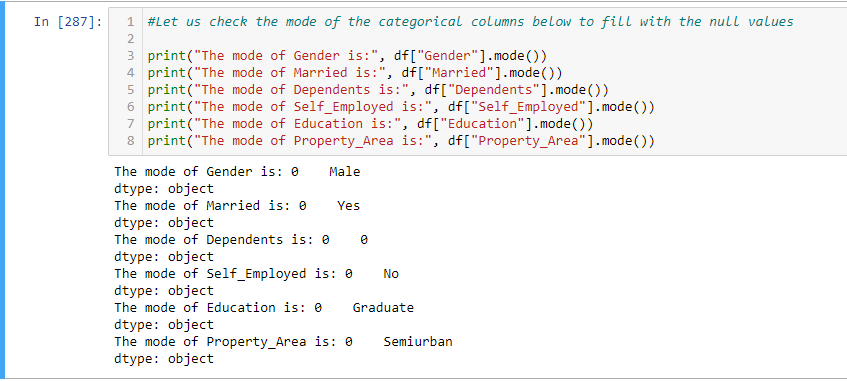 In [287]:
1 #Let us check the mode of the categorical columns below to fill with the null values
2
3 print("The mode of Gender is:", df["Gender"].mode())
4 print("The mode of Married is:", df["Married"].mode())
5 print("The mode of Dependents is:", df["Dependents"].mode())
6 print("The mode of Self_Employed is:", df["Self_Employed"].mode())
7 print("The mode of Education is:", df["Education"].mode())
8 print("The mode of Property_Area is:", df["Property_Area"].mode())
The mode of Gender is: 0    Male
dtype: object
The mode of Married is: 0    Yes
dtype: object
The mode of Dependents is: 0    0
dtype: object
The mode of Self_Employed is: 0    No
dtype: object
The mode of Education is: 0    Graduate
dtype: object
The mode of Property_Area is: 0    Semiurban
dtype: object